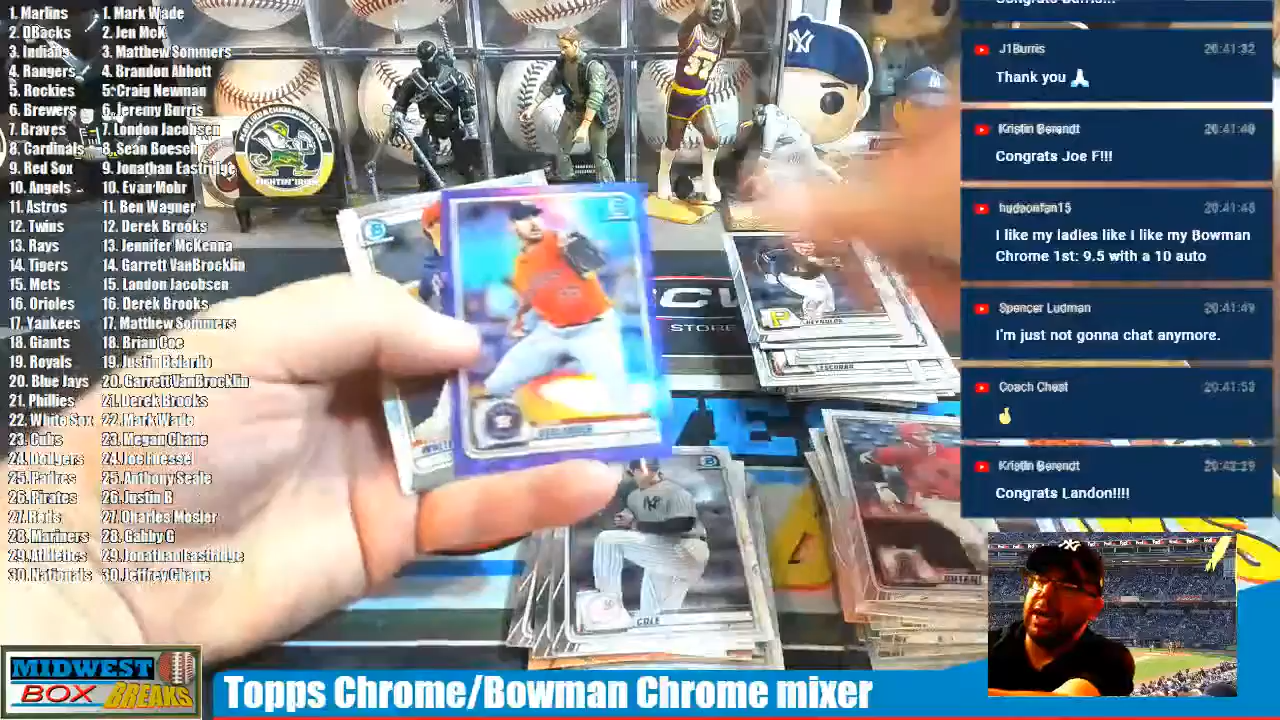 1. Marlins 1. Mark Wade
2. DBacks 2. Jen McK
3. Indians 3. Matthew Sommers
4. Rangers 4. Brandon Abbott
5. Rockies 5. Craig Newman
6. Brewers 6. Jeremy Burris
7. Braves 7. London Jacobsen
8. Cardinals 8. Sean Boesch
9. Red Sox 9. Jonathan Eastridge
10. Angels 10. Evan Mohr
11. Astros 11. Ben Wagner
12. Twins 12. Derek Brooks
13. Rays 13. Jennifer McKenna
14. Tigers 14. Garrett VanBrocklin
15. Mets 15. Landon Jacobsen
16. Orioles 16. Derek Brooks
17. Yankees 17. Matthew Sommers
18. Giants 18. Brian Coe
19. Royals 19. Justin Bolardo
20. Blue Jays 20. Garrett VanBrocklin
21. Phillies 21. Derek Brooks
22. White Sox 22. Mark Wade
23. Cubs 23. Megan Chane
24. Dodgers 24. Joe Fuessel
25. Padres 25. Anthony Seale
26. Pirates 26. Justin B
27. Reds 27. Charles Mosler
28. Mariners 28. Gabby G
29. Athletics 29. Jonathan Eastridge
30. Nationals 30. Jeffrey Chane
J1Burris 20:41:32
Thank you 🙏
Kristin Berendt 20:41:40
Congrats Joe F!!!
hudsonfan15 20:41:48
I like my ladies like I like my Bowman
Chrome 1st: 9.5 with a 10 auto
Spencer Ludman 20:41:49
I'm just not gonna chat anymore.
Coach Chest 20:41:53
Kristin Berendt 20:42:29
Congrats Landon!!!!
FIGHTIN' IRISH
32
STORE
REYNOLDS
ESCOBAR
COLE
MIDWEST
BOX BREAKS
Topps Chrome/Bowman Chrome mixer